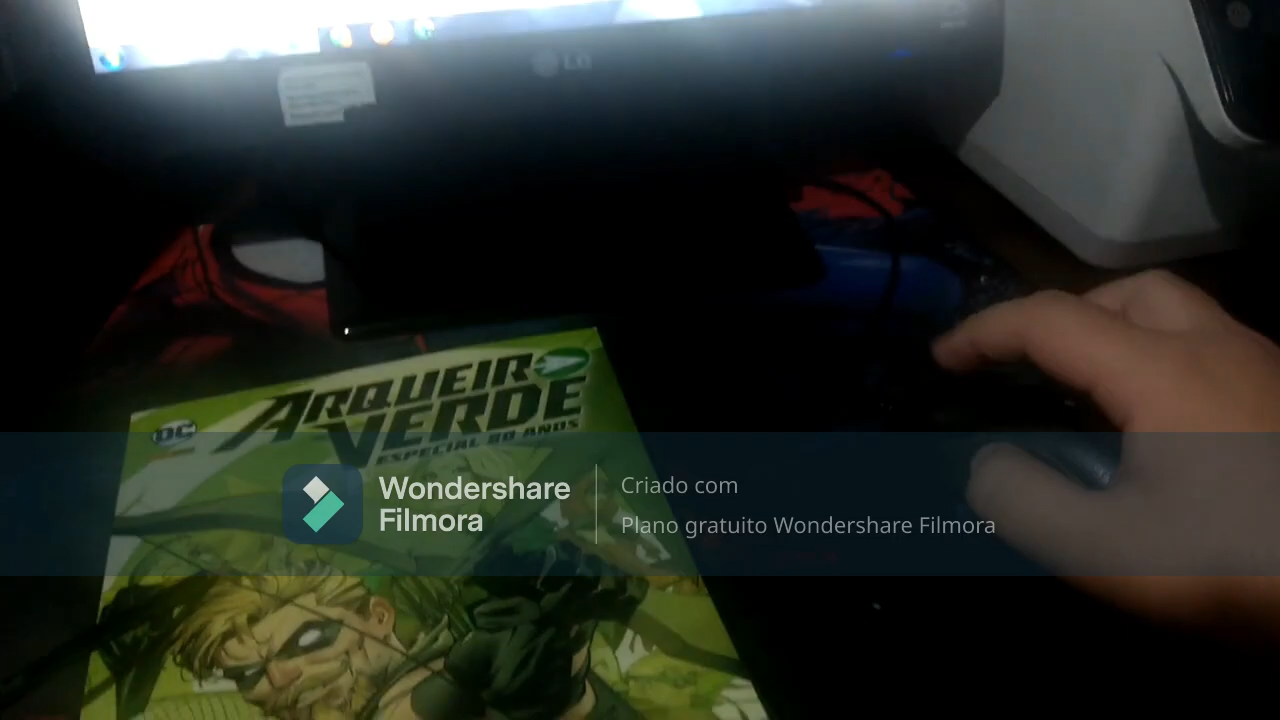 LG
DC
ARQUEIRO
VERDE
ESPECIAL 80 ANOS
Wondershare
Filmora
Criado com
Plano gratuito Wondershare Filmora